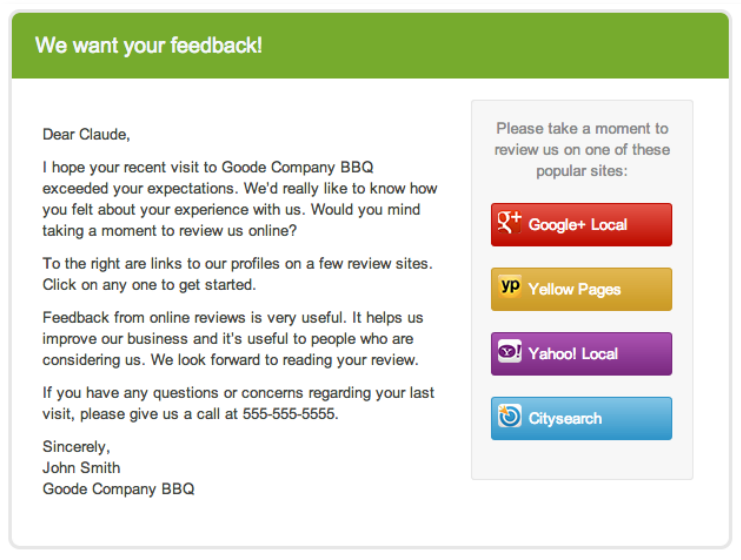 We want your feedback!
Dear Claude,
I hope your recent visit to Goode Company BBQ
exceeded your expectations. We'd really like to know how
you felt about your experience with us. Would you mind
taking a moment to review us online?
To the right are links to our profiles on a few review sites.
Click on any one to get started.
Feedback from online reviews is very useful. It helps us
improve our business and it's useful to people who are
considering us. We look forward to reading your review.
If you have any questions or concerns regarding your last
visit, please give us a call at 555-555-5555.
Sincerely,
John Smith
Goode Company BBQ
Please take a moment to
review us on one of these
popular sites:
g+ Google+ Local
yp Yellow Pages
Y! Yahoo! Local
Citysearch